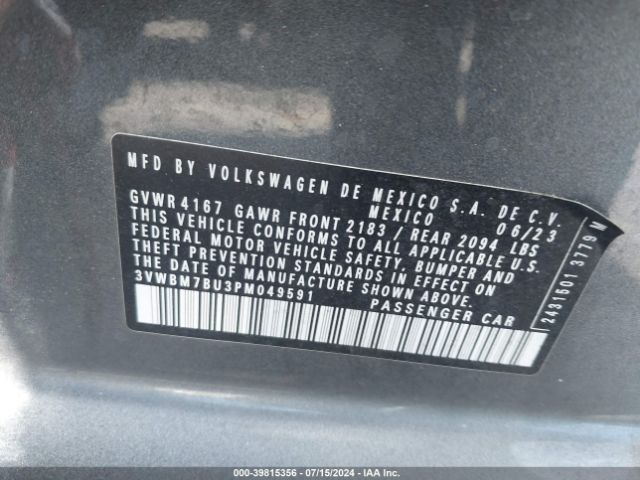 MFD BY VOLKSWAGEN DE MEXICO S.A. DE C.V.
MEXICO 06/23
GVWR 4167 GAWR FRONT 2183 / REAR 2094 LBS
THIS VEHICLE CONFORMS TO ALL APPLICABLE U.S.
FEDERAL MOTOR VEHICLE SAFETY, BUMPER AND
THEFT PREVENTION STANDARDS IN EFFECT ON
THE DATE OF MANUFACTURE SHOWN ABOVE.
3VWBM7BU3PM049591 PASSENGER CAR
2431501 3779 M
000-39815356 - 07/15/2024 - IAA Inc.